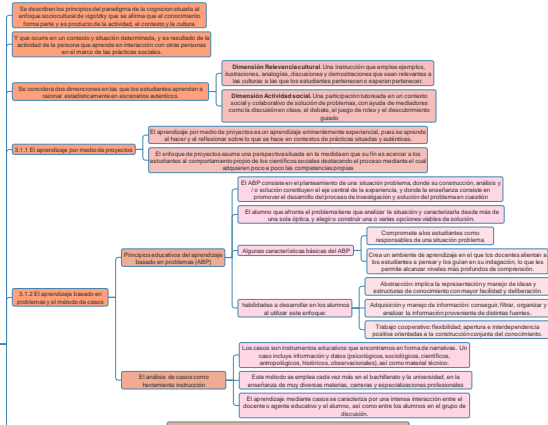 Se describen los principios del paradigma de la cognicion situada al
enfoque sociocultural de vigotzky que se afirma que el conocimiento
forma parte y es producto de la actividad, el contexto y la cultura.
Y que ocurre en un contexto y situación determinada, y es resultado de la
actividad de la persona que aprende en interacción con otras personas
en el marco de las prácticas sociales.
Se considera dos dimenciones en las que los estudiantes aprenden a
razonar estadísticamente en escenarios auténticos.
Dimensión Relevancia cultural. Una instrucción que emplee ejemplos,
ilustraciones, analogías, discusiones y demostraciones que sean relevantes a
las culturas a las que los estudiantes pertenecen o esperan pertenecer.
Dimensión Actividad social. Una participación tutoreada en un contexto
social y colaborativo de solución de problemas, con ayuda de mediadores
como la discusión en clase, el debate, el juego de roles y el descubrimiento
guiado
3.1.1 El aprendizaje por medio de proyectos
El aprendizaje por medio de proyectos es un aprendizaje eminentemente experiencial, pues se aprende
al hacer y al reflexionar sobre lo que se hace en contextos de prácticas situadas y auténticas.
El enfoque de proyectos asume una perspectiva situada en la medida en que su fin es acercar a los
estudiantes al comportamiento propio de los científicos sociales destacando el proceso mediante el cual
adquieren poco a poco las competencias propias
3.1.2 El aprendizaje basado en
problemas y el método de casos
Principios educativos del aprendizaje
basado en problemas (ABP)
El ABP consiste en el planteamiento de una situación problema, donde su construcción, análisis y
/ o solución constituyen el eje central de la experiencia, y donde la enseñanza consiste en
promover el desarrollo del proceso de investigación y solución del problema en cuestión
El alumno que afronta el problema tiene que analizar la situación y caracterizarla desde más de
una sola óptica, y elegir o construir una o varias opciones viables de solución.
Algunas características básicas del ABP
Compromete a los estudiantes como
responsables de una situación problema.
Crea un ambiente de aprendizaje en el que los docentes alientan a
los estudiantes a pensar y los guían en su indagación, lo que les
permite alcanzar niveles más profundos de comprensión.
habilidades a desarrollar en los alumnos
al utilizar este enfoque:
Abstracción: implica la representación y manejo de ideas y
estructuras de conocimiento con mayor facilidad y deliberación.
Adquisición y manejo de información: conseguir, filtrar, organizar y
analizar la información proveniente de distintas fuentes.
Trabajo cooperativo: flexibilidad, apertura e interdependencia
positiva orientadas a la construcción conjunta del conocimiento.
El análisis de casos como
herramienta instrucción
Los casos son instrumentos educativos que encontramos en forma de narrativas. Un
caso incluye información y datos (psicológicos, sociológicos, científicos,
antropológicos, históricos, observacionales), así como material técnico.
Este método se emplea cada vez más en el bachillerato y la universidad, en la
enseñanza de muy diversas materias, carreras y especializaciones profesionales
El aprendizaje mediante casos se caracteriza por una intensa interacción entre el
docente o agente educativo y el alumno, así como entre los alumnos en el grupo de
discusión.